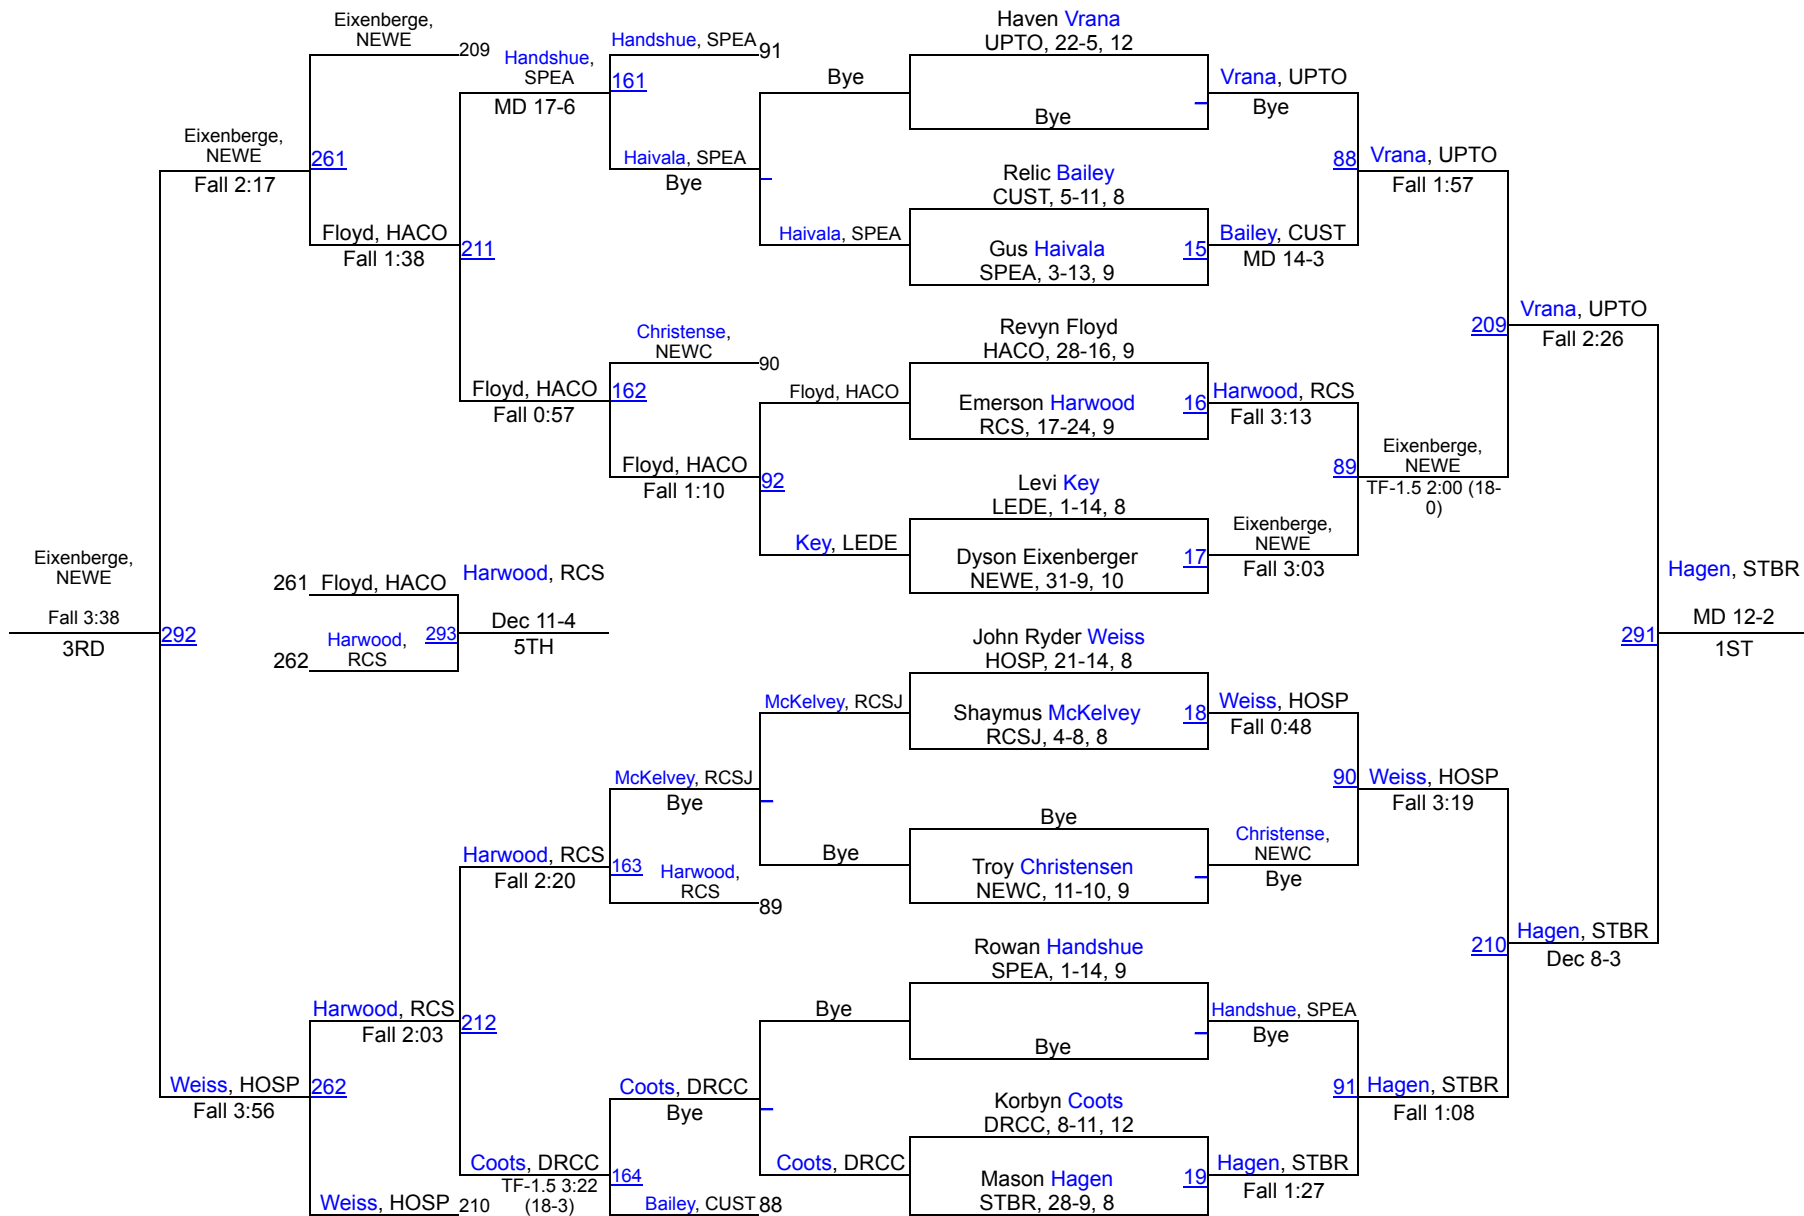 Eixenberge,
NEWE
209
Handshue,
SPEA
MD 17-6
Handshue, SPEA
91
161
Haivala, SPEA
Bye
Eixenberge,
NEWE
Fall 2:17
261
Floyd, HACO
Fall 1:38
211
Christense,
NEWC
90
Floyd, HACO
Fall 0:57
162
Floyd, HACO
Fall 1:10
92
Bye
Haivala, SPEA
Floyd, HACO
Key, LEDE
Haven Vrana
UPTO, 22-5, 12
Bye
Relic Bailey
CUST, 5-11, 8
Gus Haivala
SPEA, 3-13, 9
15
Revyn Floyd
HACO, 28-16, 9
Emerson Harwood
RCS, 17-24, 9
16
Levi Key
LEDE, 1-14, 8
Dyson Eixenberger
NEWE, 31-9, 10
17
Vrana, UPTO
Bye
88
Bailey, CUST
MD 14-3
Vrana, UPTO
Fall 1:57
Harwood, RCS
Fall 3:13
89
Eixenberge,
NEWE
Fall 3:03
Eixenberge,
NEWE
TF-1.5 2:00 (18-
0)
209
Vrana, UPTO
Fall 2:26
Eixenberge,
NEWE
Fall 3:38
3RD
292
261
Floyd, HACO
Harwood,
RCS
262
293
Harwood, RCS
Dec 11-4
5TH
291
Hagen, STBR
MD 12-2
1ST
McKelvey, RCSJ
McKelvey, RCSJ
Bye
Bye
Harwood, RCS
Fall 2:20
163
Harwood,
RCS
89
Harwood, RCS
Fall 2:03
212
Weiss, HOSP
Fall 3:56
262
Weiss, HOSP
210
Coots, DRCC
TF-1.5 3:22
(18-3)
164
Coots, DRCC
Bye
Bailey, CUST
88
Bye
Coots, DRCC
John Ryder Weiss
HOSP, 21-14, 8
Shaymus McKelvey
RCSJ, 4-8, 8
18
Bye
Troy Christensen
NEWC, 11-10, 9
Rowan Handshue
SPEA, 1-14, 9
Bye
Korbyn Coots
DRCC, 8-11, 12
Mason Hagen
STBR, 28-9, 8
19
Weiss, HOSP
Fall 0:48
90
Christense,
NEWC
Bye
Weiss, HOSP
Fall 3:19
Handshue, SPEA
Bye
91
Hagen, STBR
Fall 1:27
Hagen, STBR
Fall 1:08
210
Hagen, STBR
Dec 8-3